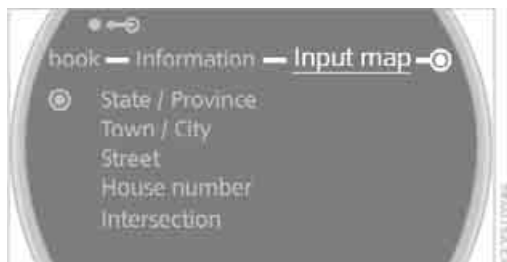 book Information Input map
State / Province
Town / City
Street
House number
Intersection